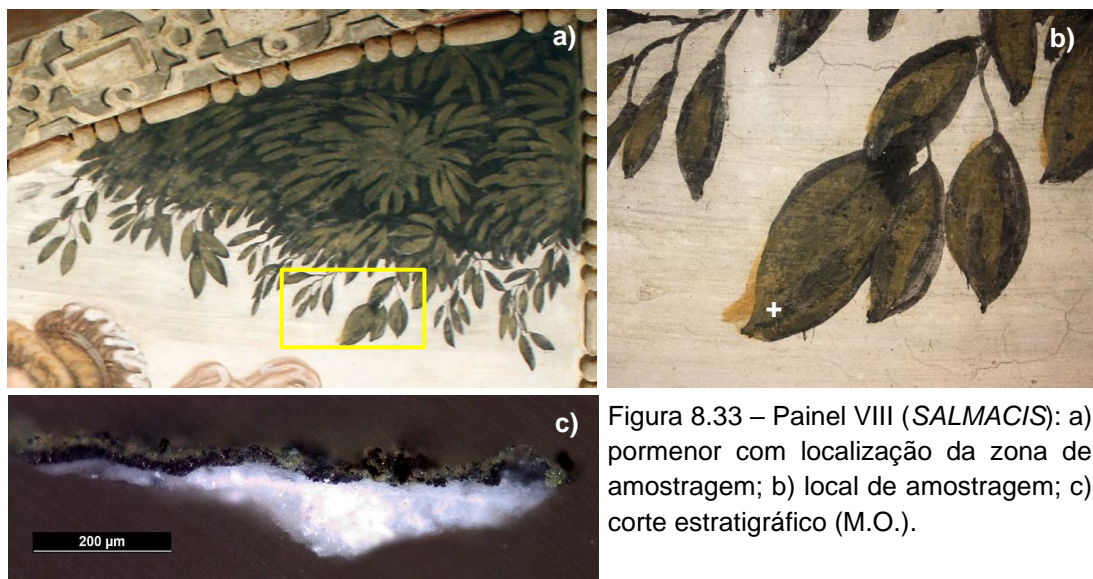 a)
b)
c)
200 µm
Figura 8.33 – Painel VIII (SALMACIS): a)
pormenor com localização da zona de
amostragem; b) local de amostragem; c)
corte estratigráfico (M.O.).